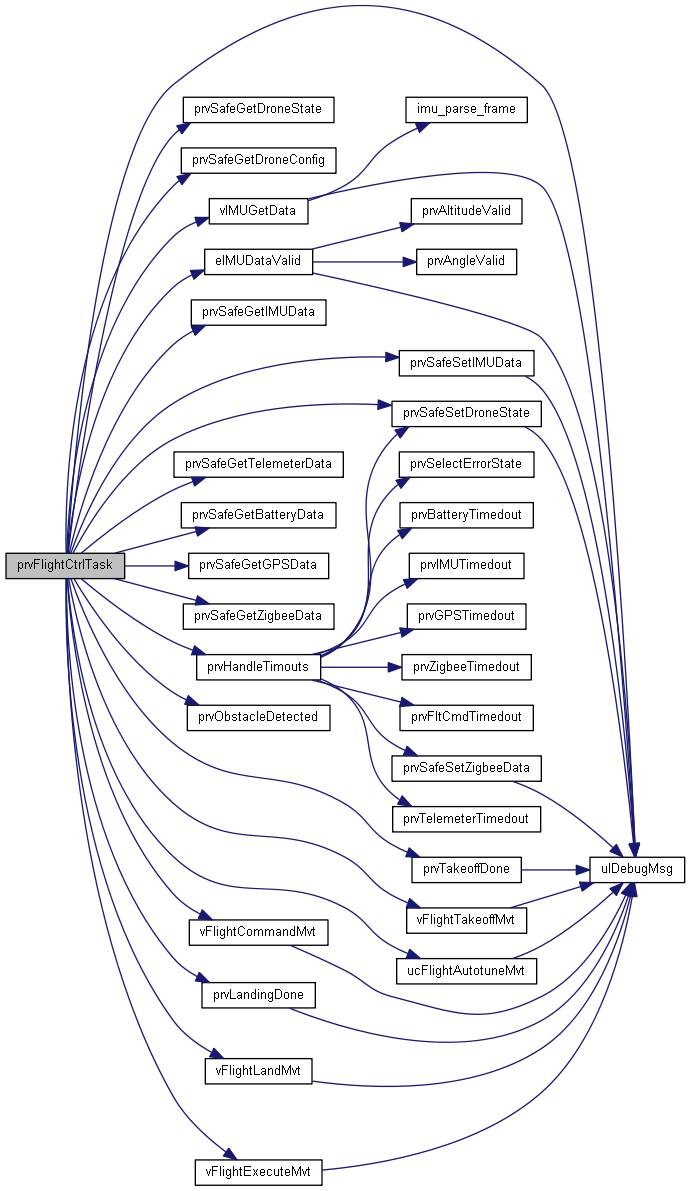 prvSafeGetDroneState
imu_parse_frame
prvSafeGetDroneConfig
vIMUGetData
prvAltitudeValid
eIMUDataValid
prvAngleValid
prvSafeGetIMUData
prvSafeSetIMUData
prvSafeSetDroneState
prvSafeGetTelemeterData
prvSelectErrorState
prvSafeGetBatteryData
prvBatteryTimedout
prvFlightCtrlTask
prvSafeGetGPSData
prvIMUTimedout
prvSafeGetZigbeeData
prvGPSTimedout
prvHandleTimouts
prvZigbeeTimedout
prvObstacleDetected
prvFltCmdTimedout
prvSafeSetZigbeeData
prvTelemeterTimedout
prvTakeoffDone
ulDebugMsg
vFlightTakeoffMvt
vFlightCommandMvt
ucFlightAutotuneMvt
prvLandingDone
vFlightLandMvt
vFlightExecuteMvt